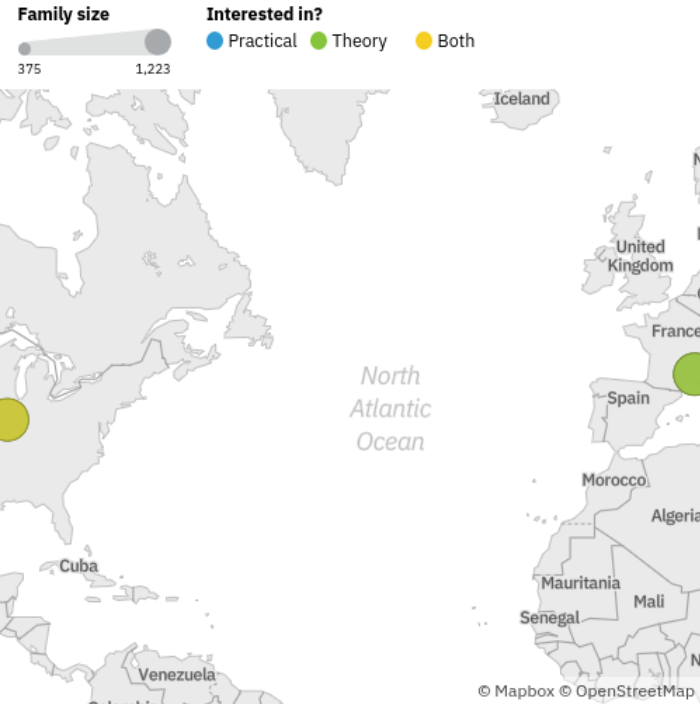 Family size
Interested in?
Practical
Theory
Both
375
1,223
Iceland
United
Kingdom
France
North
Atlantic
Ocean
Spain
Morocco
Algeria
Cuba
Mauritania
Mali
Senegal
Venezuela
© Mapbox © OpenStreetMap